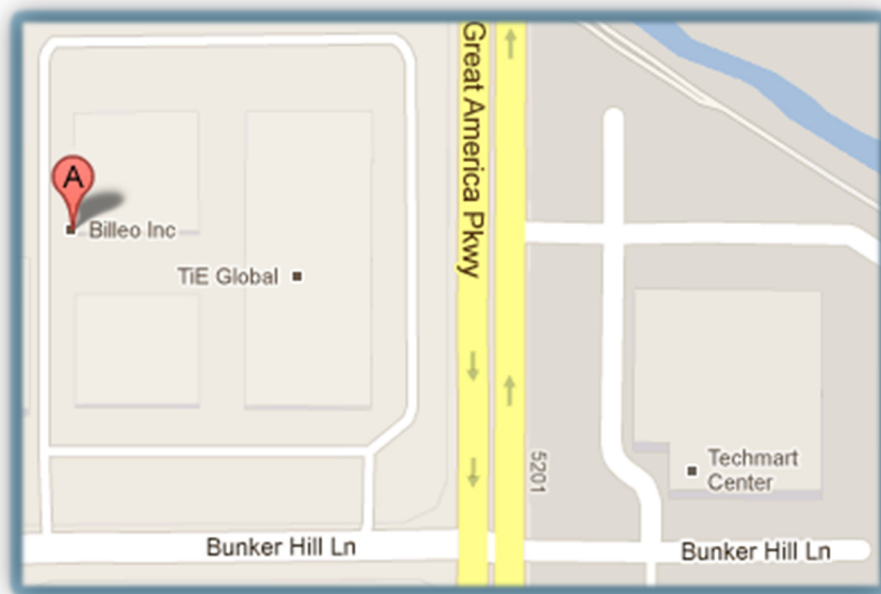 Great America Pkwy
A
Billeo Inc
TiE Global
5201
Techmart
Center
Bunker Hill Ln
Bunker Hill Ln